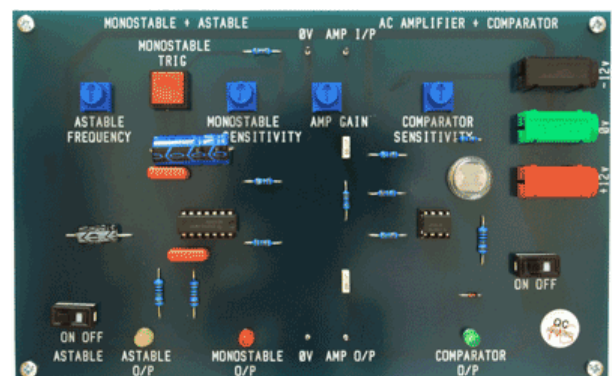 MONOSTABLE + ASTABLE
AC AMPLIFIER + COMPARATOR
0V AMP I/P
MONOSTABLE
TRIG
-12v
ASTABLE
FREQUENCY
MONOSTABLE
SENSITIVITY
AMP GAIN
COMPARATOR
SENSITIVITY
0v
+12v
ON OFF
ON OFF
QC
ASTABLE
ASTABLE
O/P
MONOSTABLE
O/P
0V AMP O/P
COMPARATOR
O/P